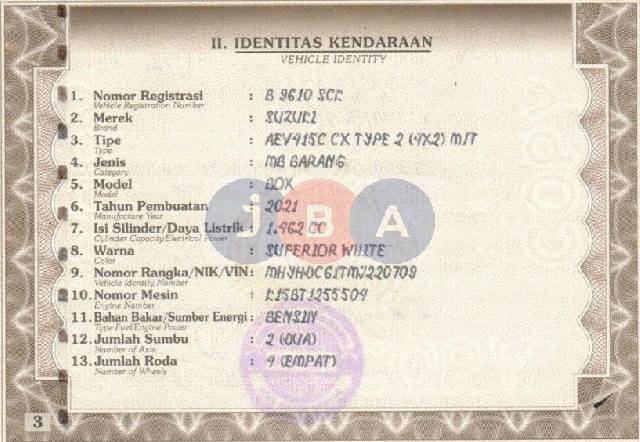 II. IDENTITAS KENDARAAN
VEHICLE IDENTITY
1. Nomor Registrasi : B 9610 SCK
Vehicle Registration Number
2. Merek : SUZUKI
Brand
3. Tipe : AEV415C CX TYPE 2 (4X2) M/T
Type
4. Jenis : MB BARANG
Category
5. Model : BOX
Model
6. Tahun Pembuatan : 2021
Manufacture Year
7. Isi Silinder/Daya Listrik : 1.462 CC
Cylinder Capacity/Electrical Power
8. Warna : SUPERIOR WHITE
Color
9. Nomor Rangka/NIK/VIN : MHYHDC61TMJ220709
Vehicle Identity Number
10. Nomor Mesin : K15BT1255504
Engine Number
11. Bahan Bakar/Sumber Energi : BENSIN
Type Fuel/Engine Power
12. Jumlah Sumbu : 2 (DUA)
Number of Axis
13. Jumlah Roda : 4 (EMPAT)
Number of Wheels
JBA
3